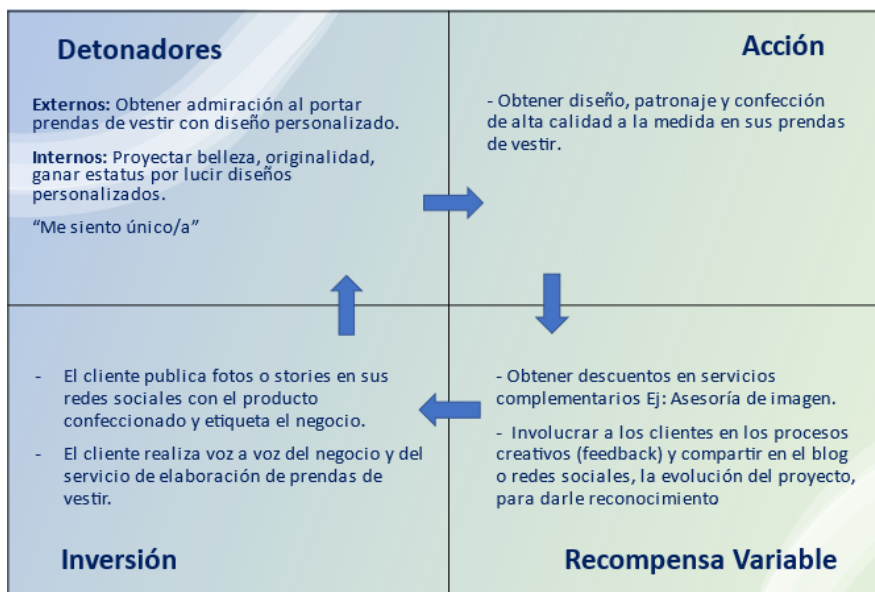 Detonadores
Externos: Obtener admiración al portar
prendas de vestir con diseño personalizado.
Internos: Proyectar belleza, originalidad,
ganar estatus por lucir diseños
personalizados.
“Me siento único/a”
Acción
- Obtener diseño, patronaje y confección
de alta calidad a la medida en sus prendas
de vestir.
- El cliente publica fotos o stories en sus
redes sociales con el producto
confeccionado y etiqueta el negocio.
- El cliente realiza voz a voz del negocio y del
servicio de elaboración de prendas de
vestir.
Inversión
- Obtener descuentos en servicios
complementarios Ej: Asesoría de imagen.
- Involucrar a los clientes en los procesos
creativos (feedback) y compartir en el blog
o redes sociales, la evolución del proyecto,
para darle reconocimiento
Recompensa Variable